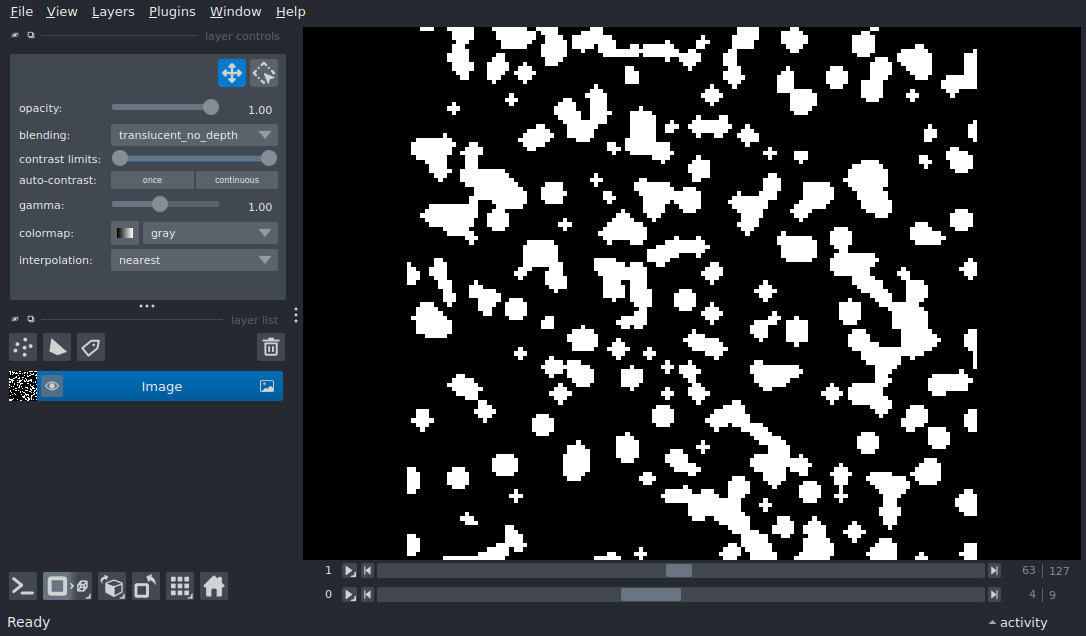 File View Layers Plugins Window Help
layer controls
opacity: 1.00
blending: translucent_no_depth
contrast limits:
auto-contrast: once continuous
gamma: 1.00
colormap: gray
interpolation: nearest
layer list
Image
1 63 127
0 4 9
Ready activity